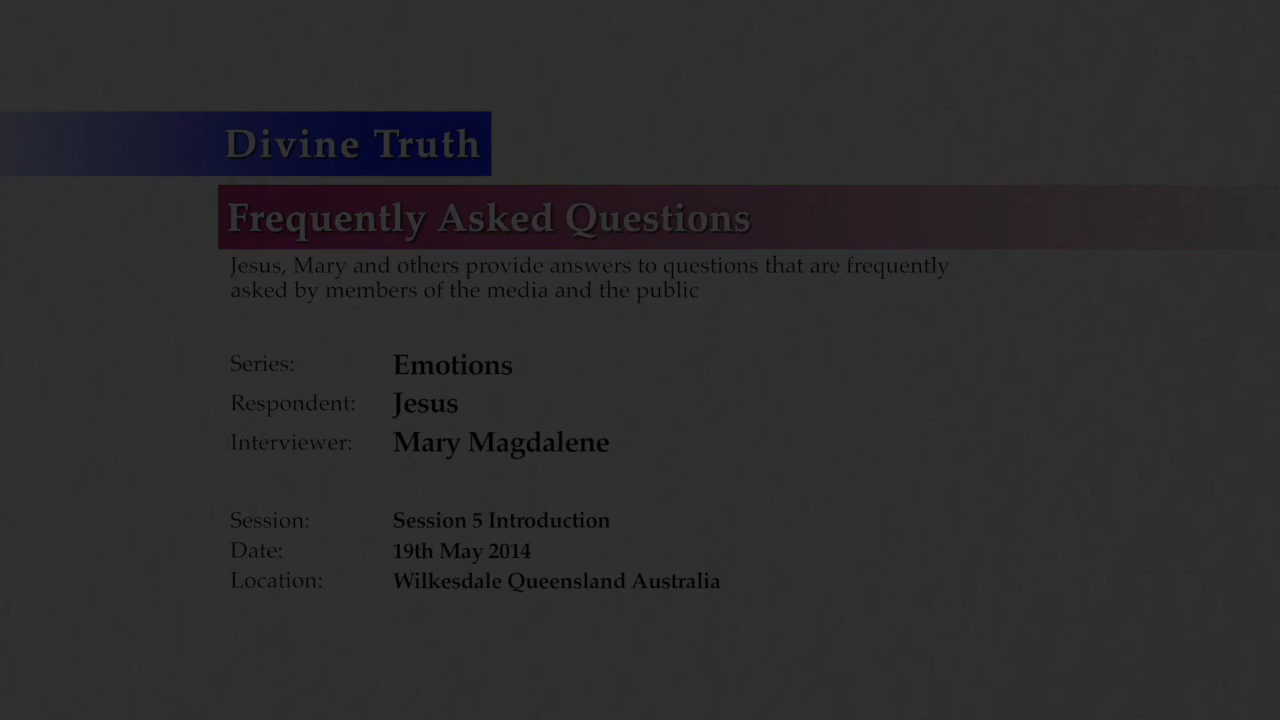 Divine Truth
Frequently Asked Questions
Jesus, Mary and others provide answers to questions that are frequently
asked by members of the media and the public
Series: Emotions
Respondent: Jesus
Interviewer: Mary Magdalene
Session: Session 5 Introduction
Date: 19th May 2014
Location: Wilkesdale Queensland Australia